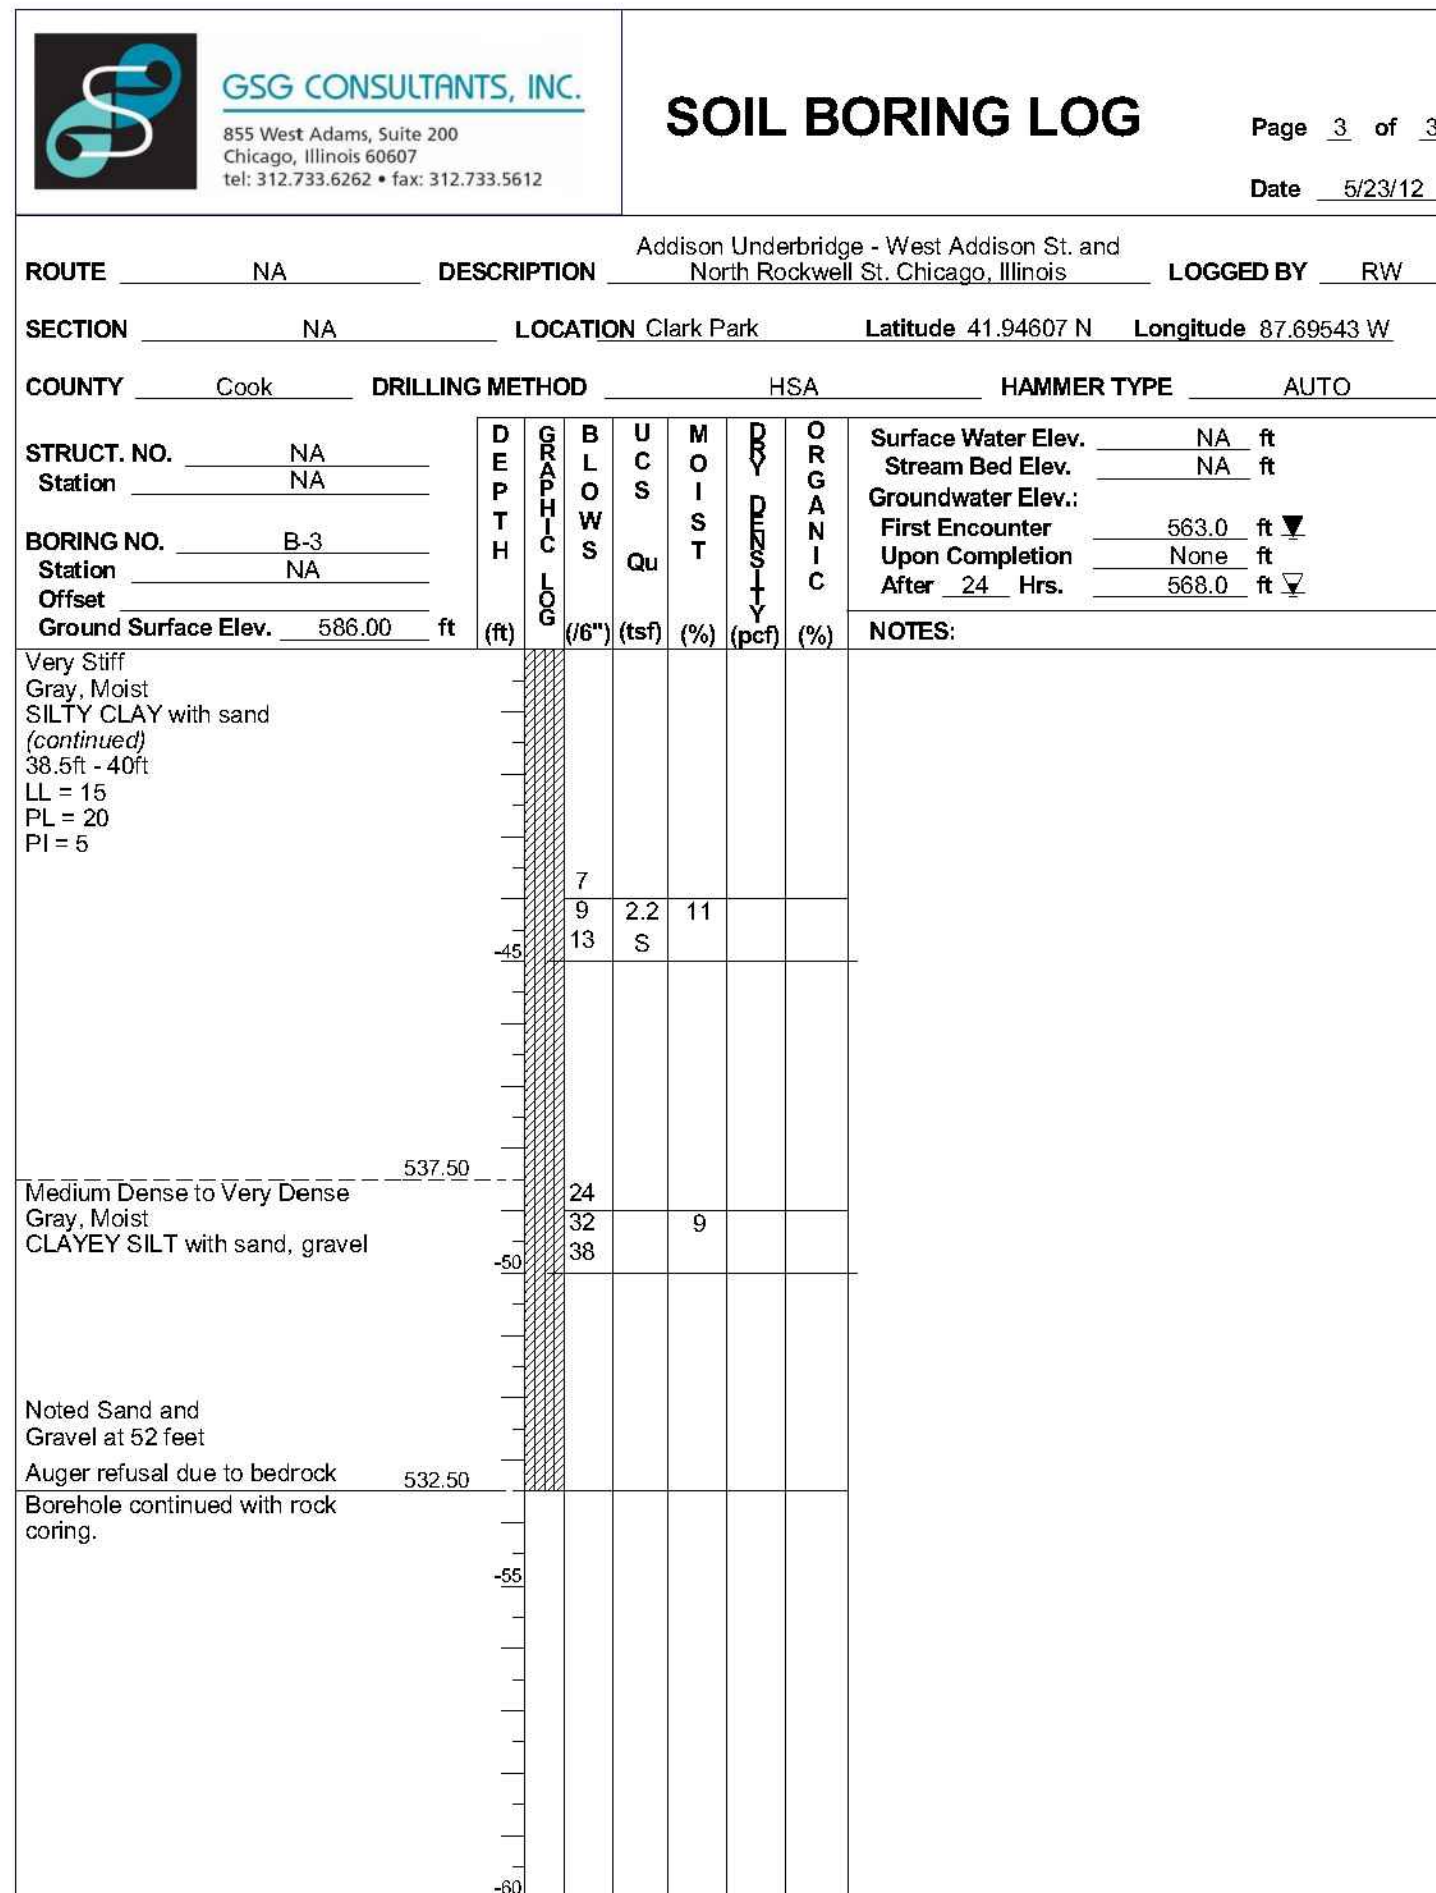 GSG CONSULTANTS, INC.
855 West Adams, Suite 200
Chicago, Illinois 60607
tel: 312.733.6262 • fax: 312.733.5612
SOIL BORING LOG
Page 3 of 3
Date 5/23/12
ROUTE NA DESCRIPTION Addison Underbridge - West Addison St. and
North Rockwell St. Chicago, Illinois LOGGED BY RW
SECTION NA LOCATION Clark Park Latitude 41.94607 N Longitude 87.69543 W
COUNTY Cook DRILLING METHOD HSA HAMMER TYPE AUTO
STRUCT. NO. NA
Station NA
BORING NO. B-3
Station NA
Offset
Ground Surface Elev. 586.00 ft
DEPTH (ft)
GRAPHIC LOG
BLOWS (/6")
UCS Qu (tsf)
MOIST (%)
DRY DENSITY (pcf)
ORGANIC (%)
Surface Water Elev. NA ft
Stream Bed Elev. NA ft
Groundwater Elev.:
First Encounter 563.0 ft
Upon Completion None ft
After 24 Hrs. 568.0 ft
NOTES:
Very Stiff
Gray, Moist
SILTY CLAY with sand
(continued)
38.5ft - 40ft
LL = 15
PL = 20
PI = 5
7
9 2.2 11
13 S
-45
537.50
Medium Dense to Very Dense 24
Gray, Moist 32 9
CLAYEY SILT with sand, gravel 38
-50
Noted Sand and
Gravel at 52 feet
Auger refusal due to bedrock 532.50
Borehole continued with rock
coring.
-55
-60